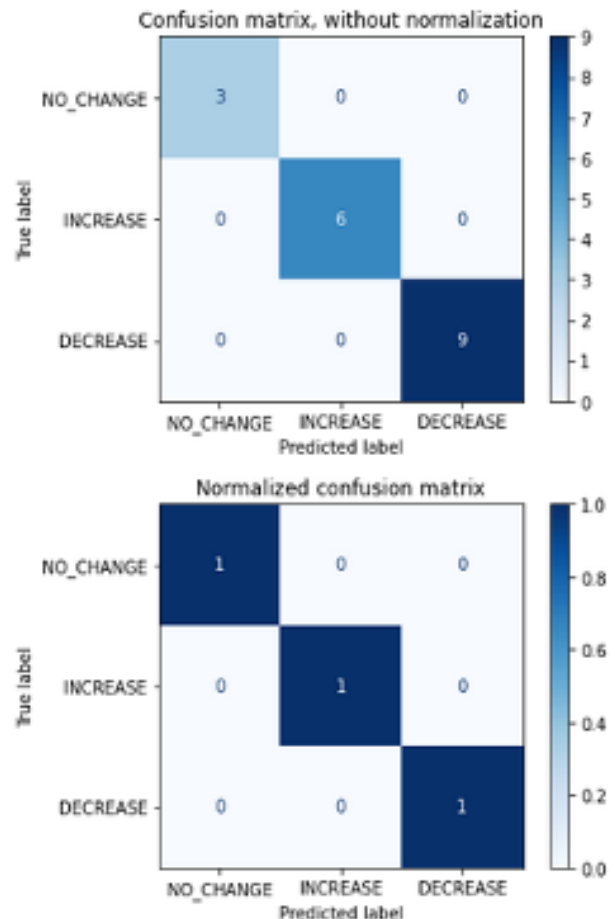 Confusion matrix, without normalization
9
NO_CHANGE 3 0 0
8
7
6
True label
INCREASE 0 6 0
5
4
3
DECREASE 0 0 9
2
1
0
NO_CHANGE INCREASE DECREASE
Predicted label
Normalized confusion matrix
1.0
NO_CHANGE 1 0 0
0.8
True label
INCREASE 0 1 0
0.6
0.4
DECREASE 0 0 1
0.2
0.0
NO_CHANGE INCREASE DECREASE
Predicted label